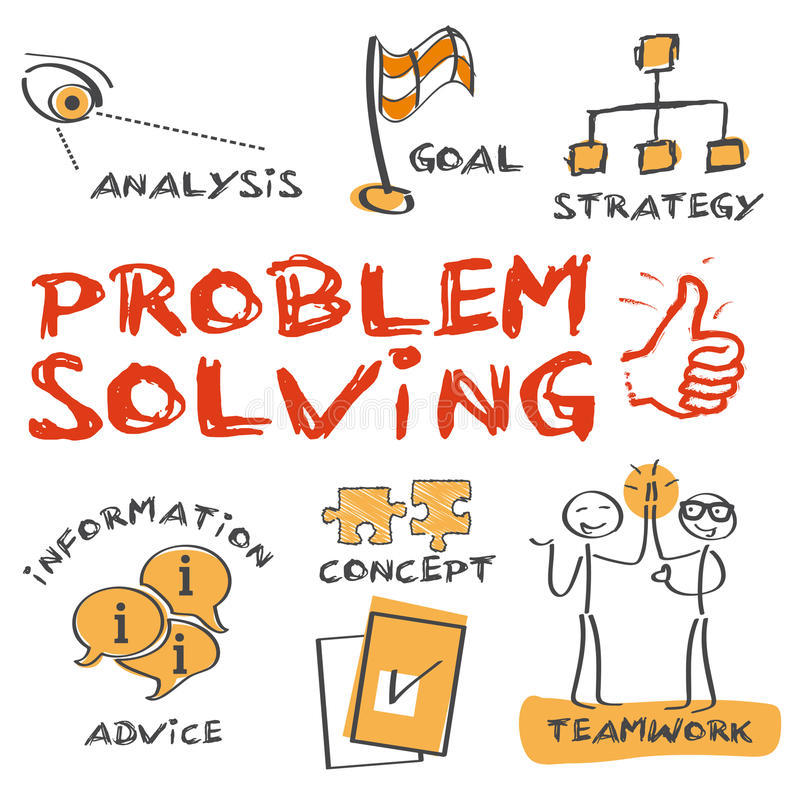 ANALYSiS
GOAL
STRATEGY
PROBLEM
SOLViNG
iNFORMATiON
i
i
i
ADViCE
CONCEPT
TEAMWORK